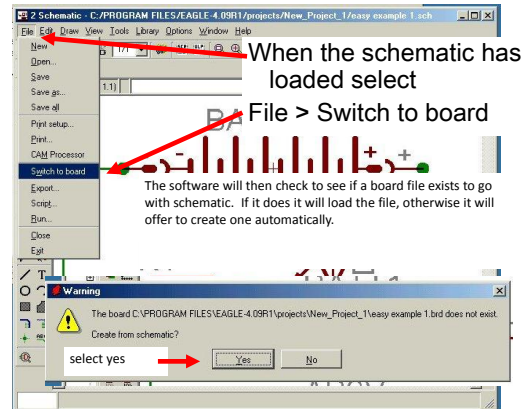 2 Schematic - C:/PROGRAM FILES/EAGLE-4.09R1/projects/New_Project_1/easy example 1.sch
File Edit Draw View Tools Library Options Window Help
New
1/1
When the schematic has
loaded select
Open...
Save
Save as...
1.1)
File > Switch to board
Save all
BA
Print setup...
Print...
CAM Processor
- + +
Switch to board
The software will then check to see if a board file exists to go
Export...
with schematic. If it does it will load the file, otherwise it will
Script...
offer to create one automatically.
Run...
Close
Exit
Warning
The board C:\PROGRAM FILES\EAGLE-4.09R1\projects\New_Project_1\easy example 1.brd does not exist.
Create from schematic?
select yes
Yes No